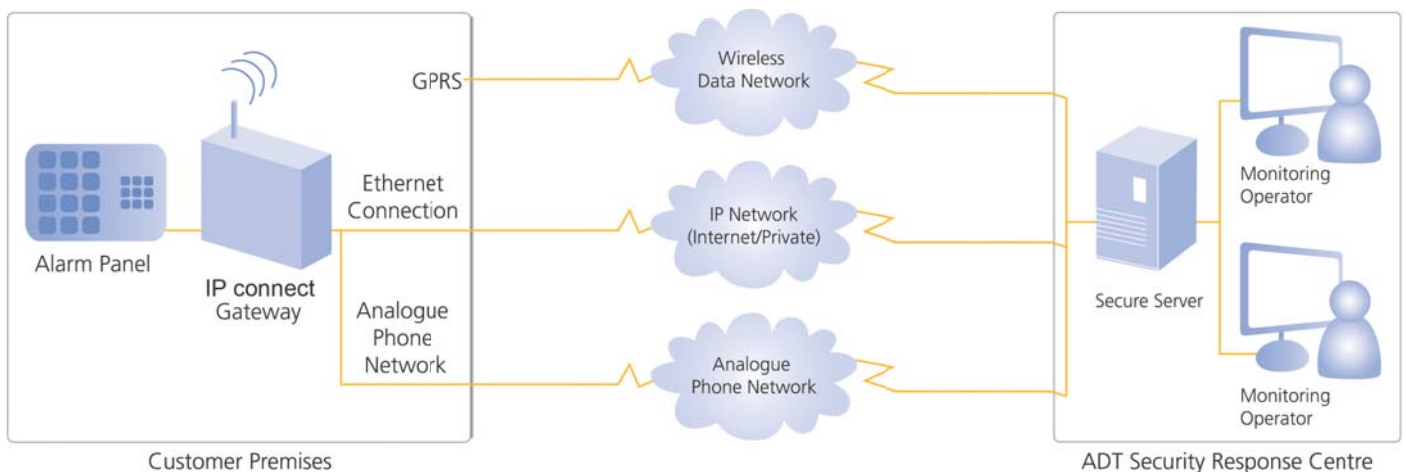 GPRS
Wireless
Data Network
Monitoring
Operator
Alarm Panel
IP connect
Gateway
Ethernet
Connection
IP Network
(Internet/Private)
Secure Server
Analogue
Phone
Network
Analogue
Phone Network
Monitoring
Operator
Customer Premises
ADT Security Response Centre